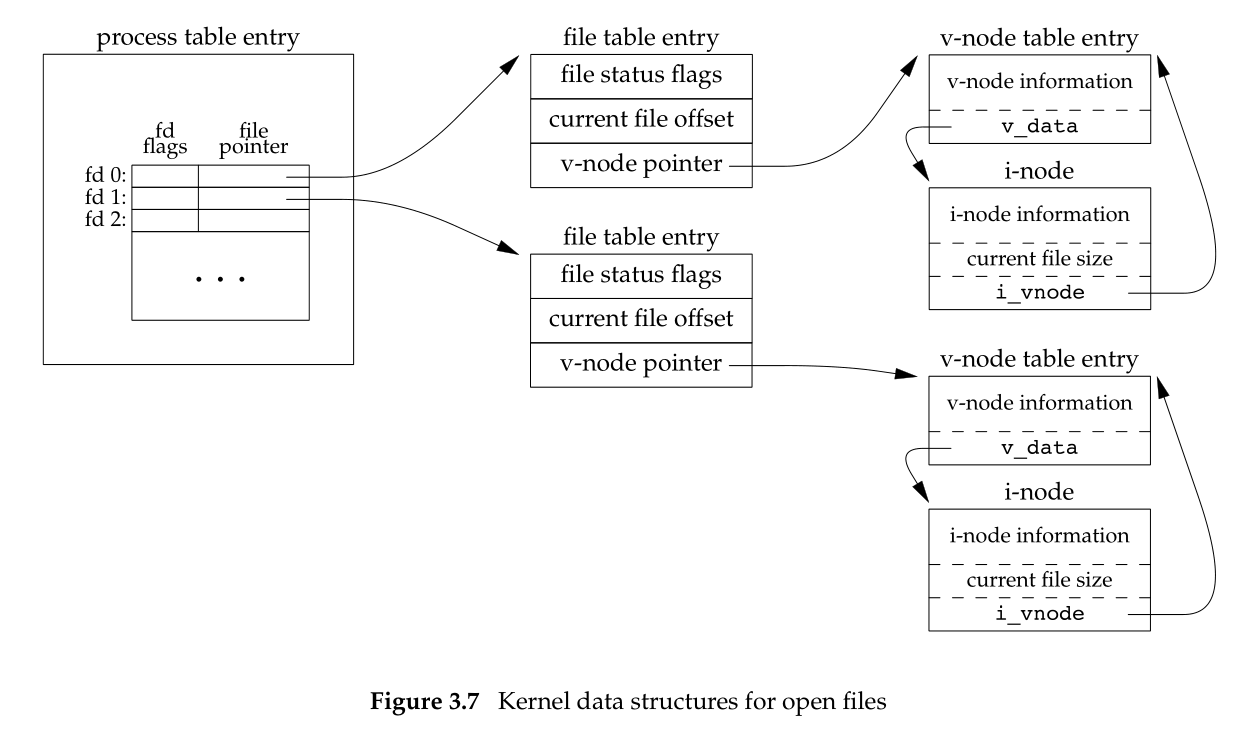 process table entry
fd
flags
file
pointer
fd 0:
fd 1:
fd 2:
. . .
file table entry
file status flags
current file offset
v-node pointer
file table entry
file status flags
current file offset
v-node pointer
v-node table entry
v-node information
v_data
i-node
i-node information
current file size
i_vnode
v-node table entry
v-node information
v_data
i-node
i-node information
current file size
i_vnode
Figure 3.7 Kernel data structures for open files